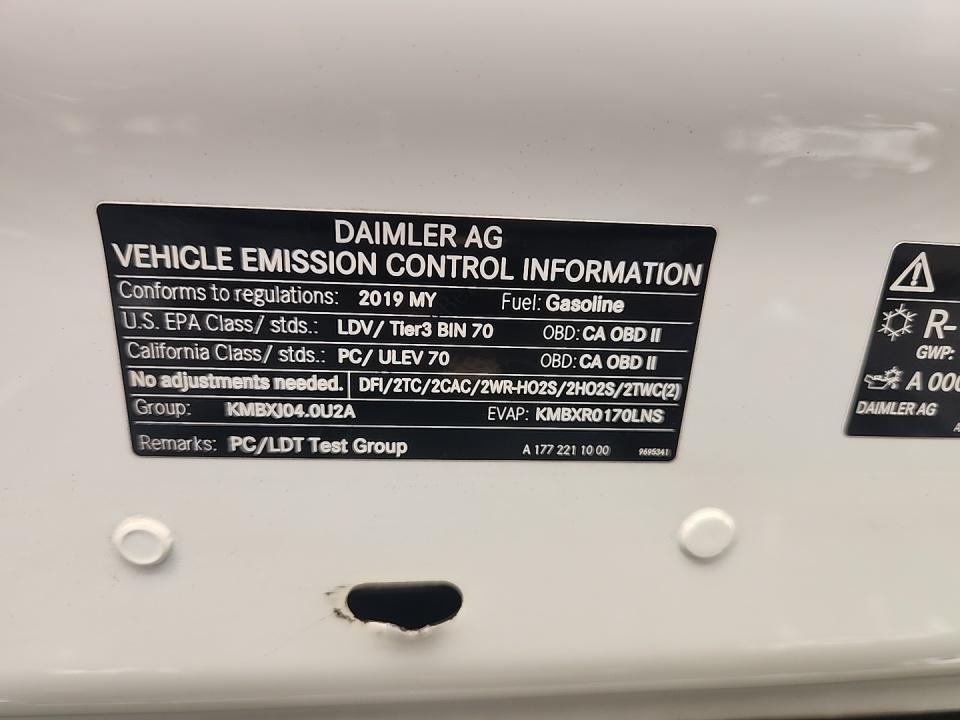 DAIMLER AG
VEHICLE EMISSION CONTROL INFORMATION
Conforms to regulations: 2019 MY Fuel: Gasoline
U.S. EPA Class/ stds.: LDV/ Tier3 BIN 70 OBD: CA OBD II
California Class/ stds.: PC/ ULEV 70 OBD: CA OBD II
No adjustments needed. DFI/2TC/2CAC/2WR-HO2S/2HO2S/2TWC(2)
Group: KMBXJ04.0U2A EVAP: KMBXR0170LNS
Remarks: PC/LDT Test Group A 177 221 10 00 9695341
R-
GWP:
A 000
DAIMLER AG
A